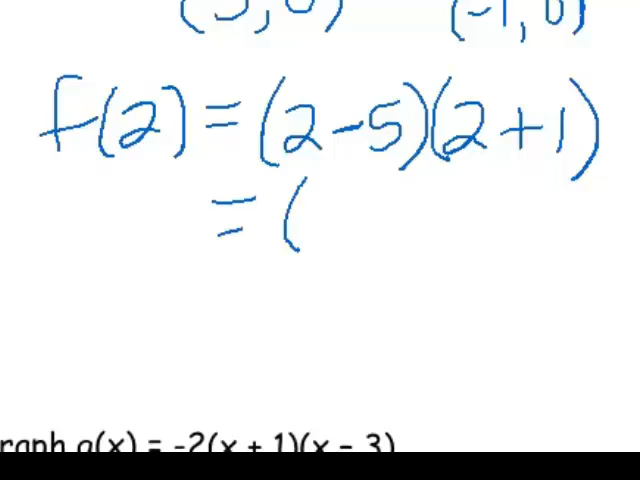 (5, 0) (-1, 0)
f(2) = (2-5)(2+1)
= (
raph g(x) = -2(x + 1)(x - 3)